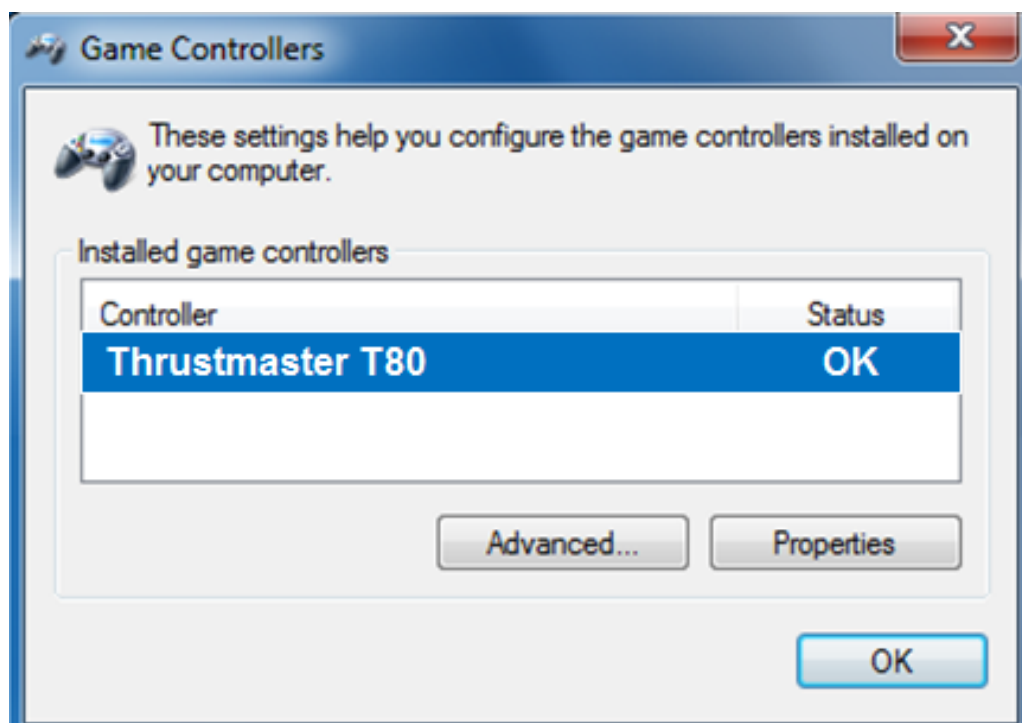 Game Controllers
These settings help you configure the game controllers installed on
your computer.
Installed game controllers
Controller Status
Thrustmaster T80 OK
Advanced... Properties
OK